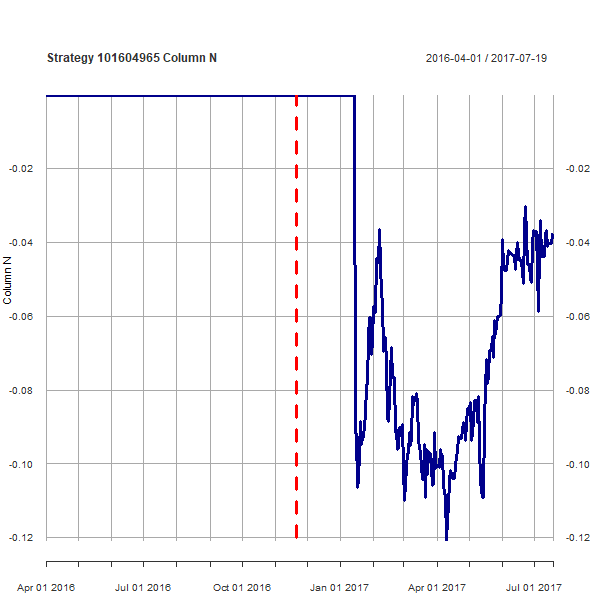 Strategy 101604965 Column N
2016-04-01 / 2017-07-19
-0.02 -0.02
-0.04 -0.04
-0.06 -0.06
-0.08 -0.08
-0.10 -0.10
-0.12 -0.12
Column N
Apr 01 2016 Jul 01 2016 Oct 01 2016 Jan 01 2017 Apr 01 2017 Jul 01 2017